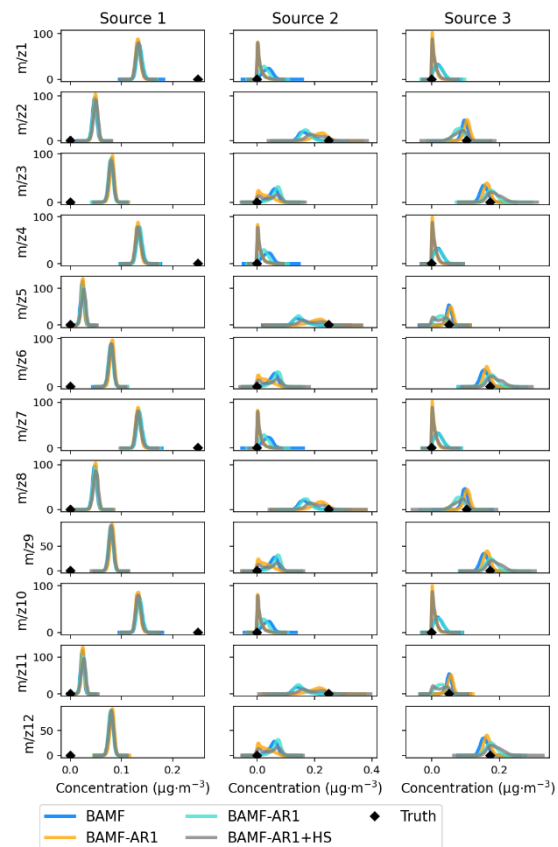 Source 1 Source 2 Source 3
m/z1
100
0
m/z2
100
0
m/z3
100
0
m/z4
100
0
m/z5
100
0
m/z6
100
0
m/z7
100
0
m/z8
100
0
m/z9
50
0
m/z10
100
0
m/z11
100
0
m/z12
50
0
0.0 0.1 0.2 0.0 0.2 0.4 0.0 0.2
Concentration (μg·m⁻³) Concentration (μg·m⁻³) Concentration (μg·m⁻³)
BAMF BAMF-AR1 Truth
BAMF-AR1 BAMF-AR1+HS